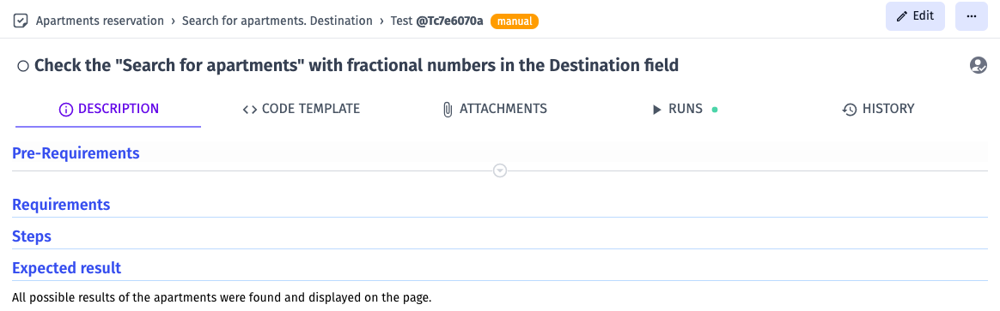 Apartments reservation › Search for apartments. Destination › Test @Tc7e6070a manual
Edit ...
Check the "Search for apartments" with fractional numbers in the Destination field
DESCRIPTION <> CODE TEMPLATE ATTACHMENTS RUNS HISTORY
Pre-Requirements
Requirements
Steps
Expected result
All possible results of the apartments were found and displayed on the page.